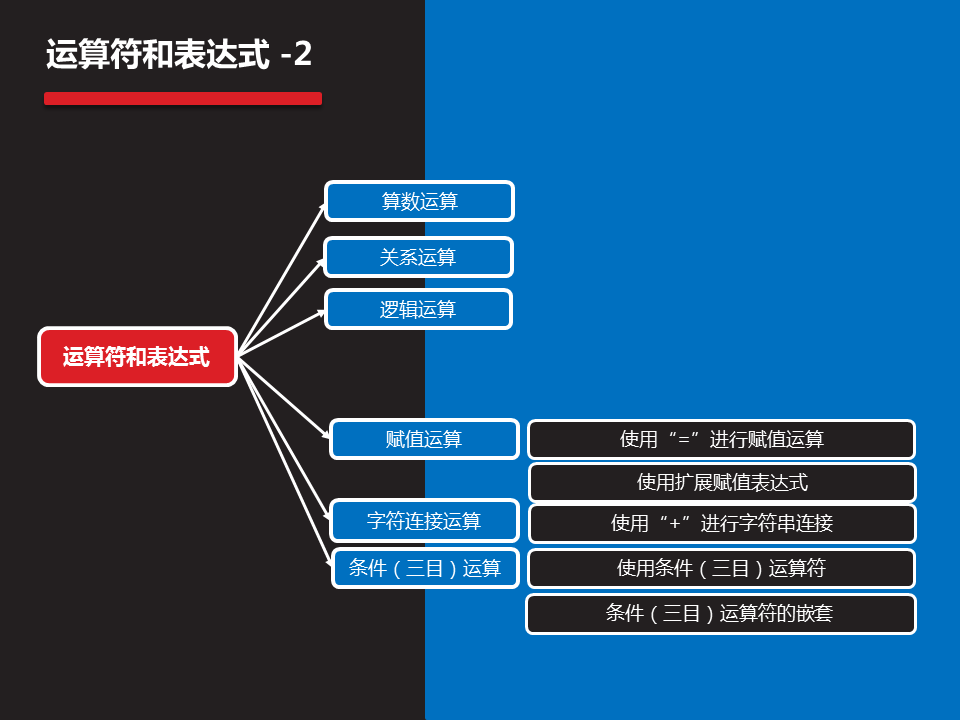 运算符和表达式 -2
算数运算
关系运算
逻辑运算
运算符和表达式
赋值运算
使用“=”进行赋值运算
使用扩展赋值表达式
字符连接运算
使用“+”进行字符串连接
条件（三目）运算
使用条件（三目）运算符
条件（三目）运算符的嵌套